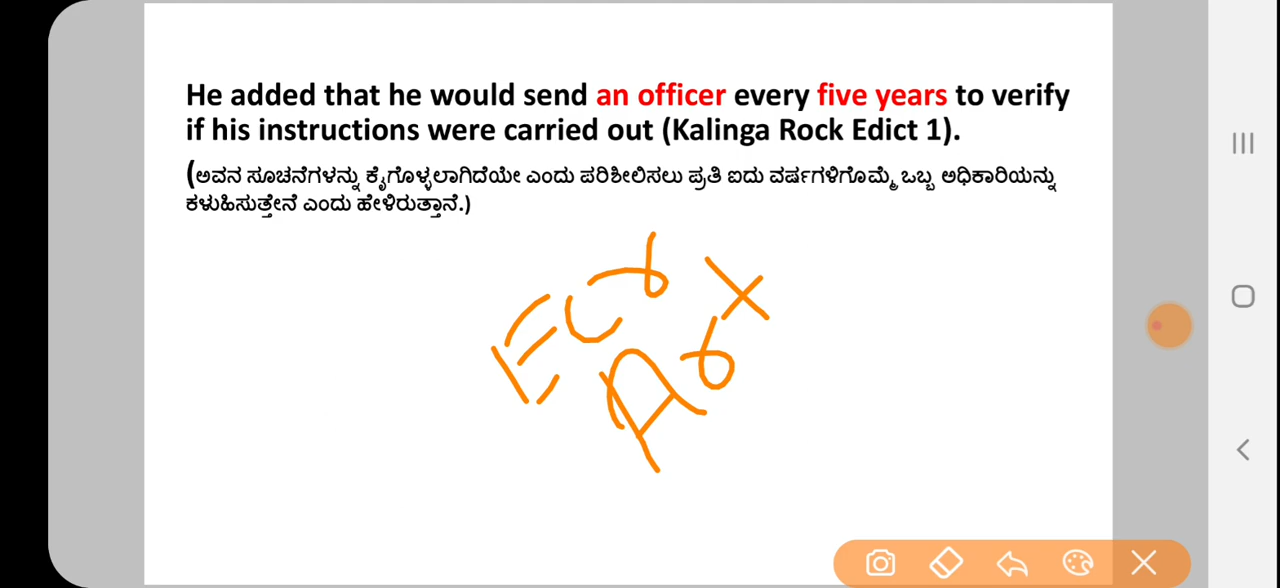 He added that he would send an officer every five years to verify
if his instructions were carried out (Kalinga Rock Edict 1).
(ಅವನ ಸೂಚನೆಗಳನ್ನು ಕೈಗೊಳ್ಳಲಾಗಿದೆಯೇ ಎಂದು ಪರಿಶೀಲಿಸಲು ಪ್ರತಿ ಐದು ವರ್ಷಗಳಿಗೊಮ್ಮೆ ಒಬ್ಬ ಅಧಿಕಾರಿಯನ್ನು
ಕಳುಹಿಸುತ್ತೇನೆ ಎಂದು ಹೇಳಿರುತ್ತಾನೆ.)